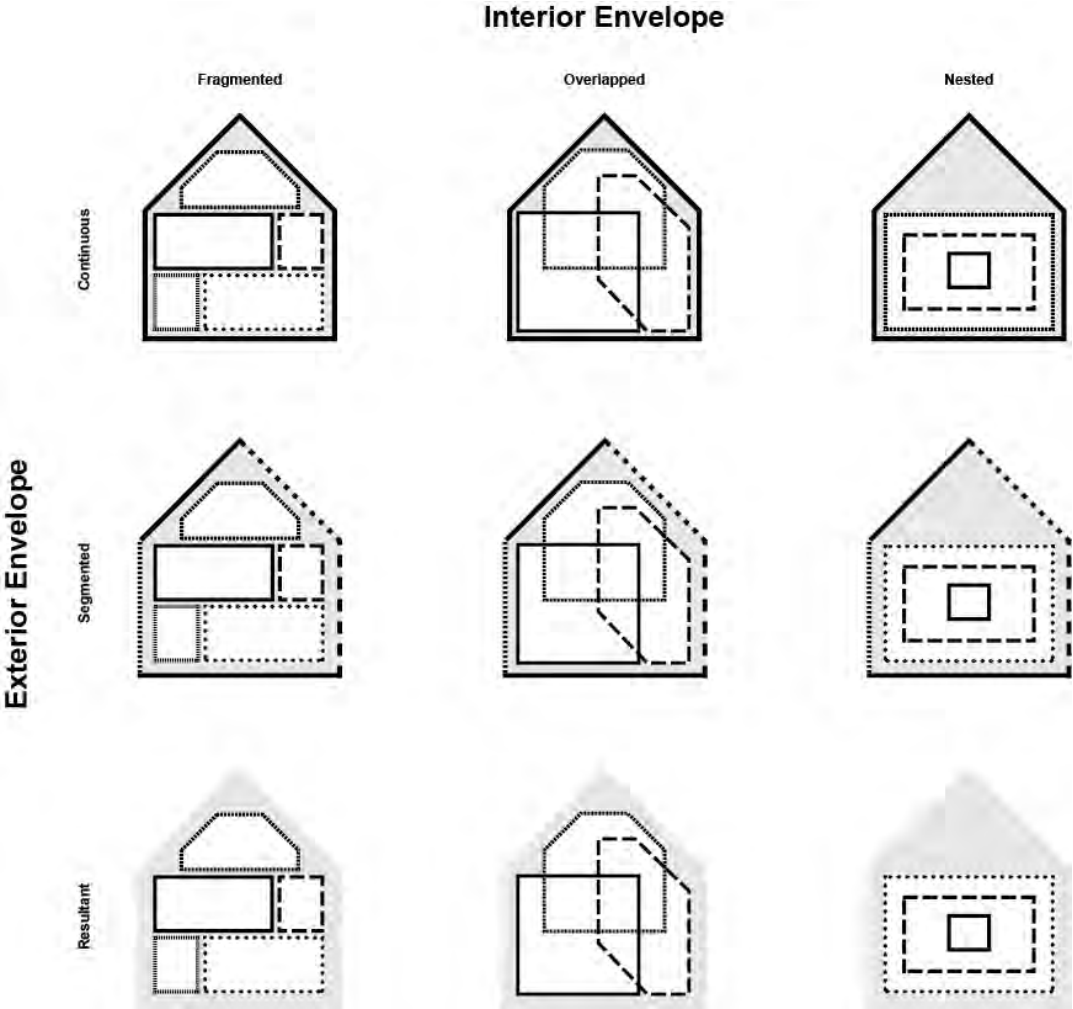 Interior Envelope
Fragmented
Overlapped
Nested
Continuous
Exterior Envelope
Segmented
Resultant